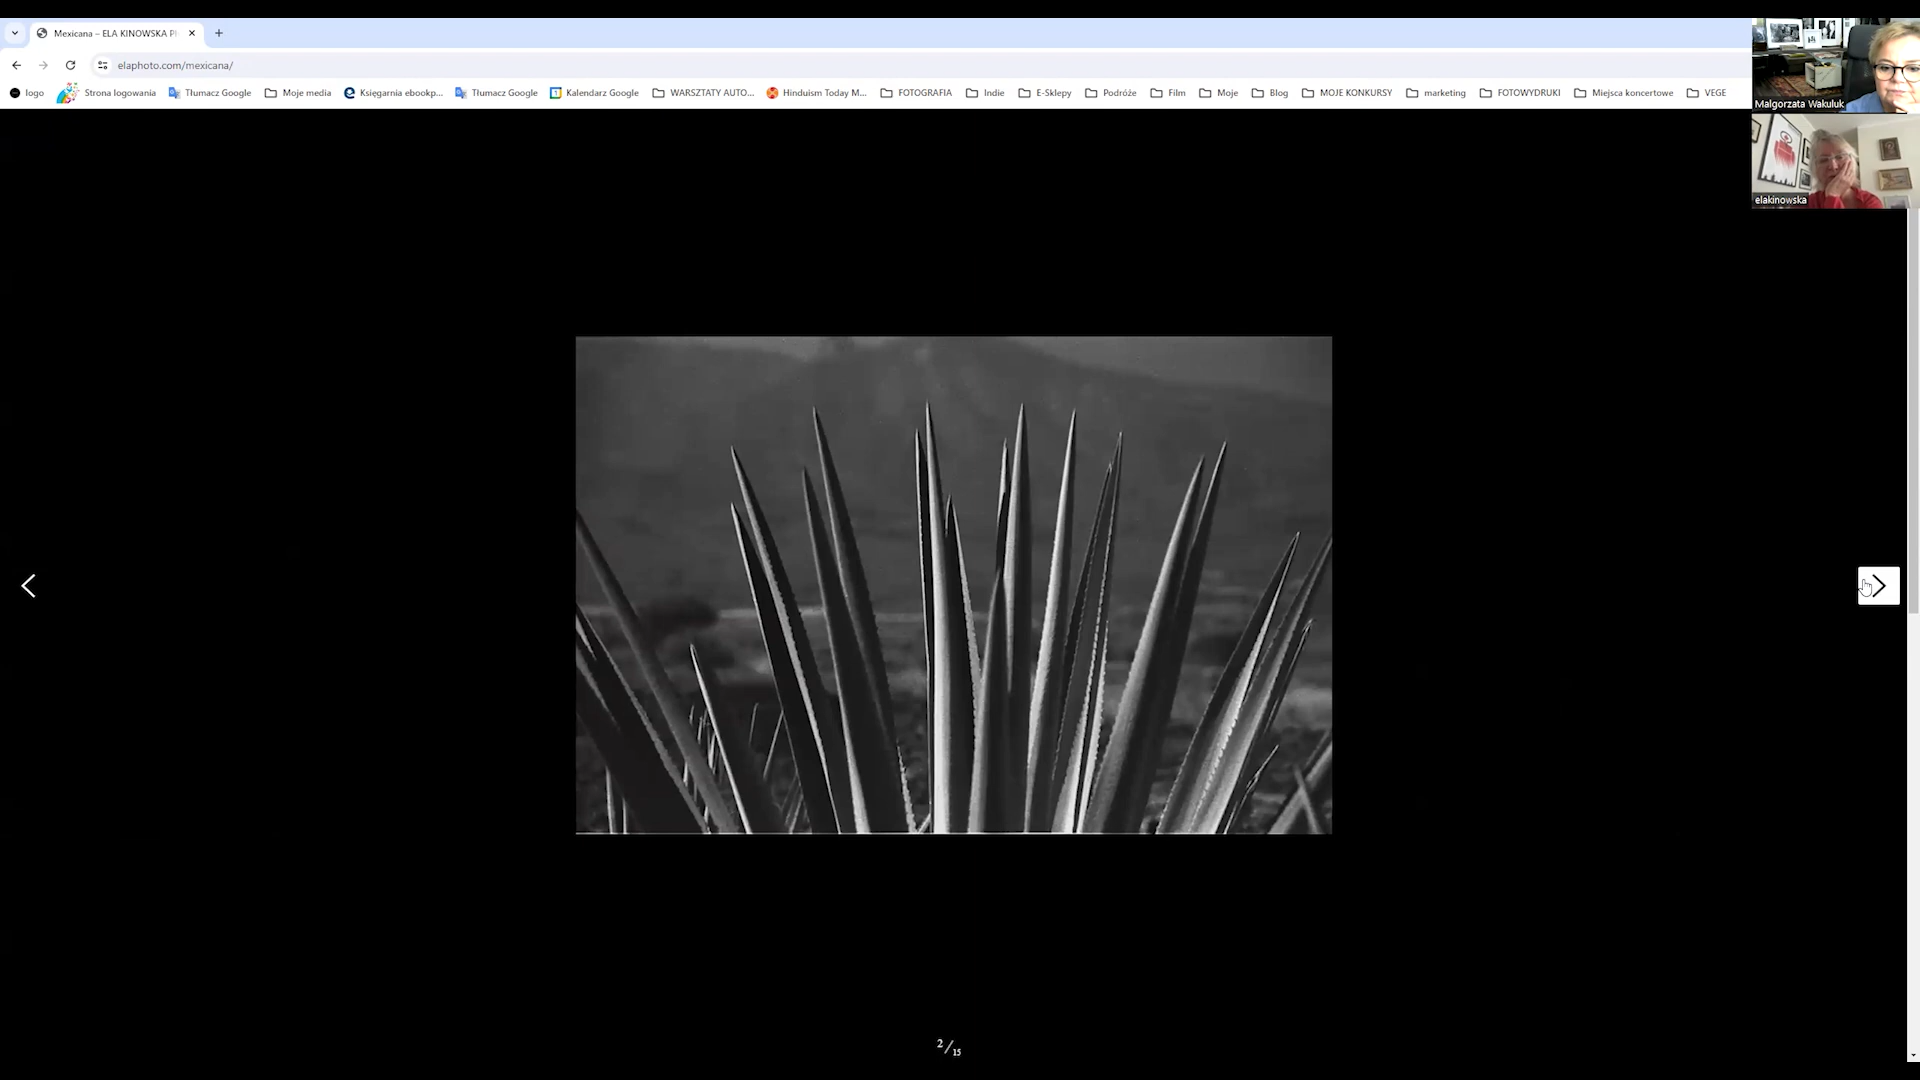 Mexicana – ELA KINOWSKA P
elaphoto.com/mexicana/
logo
Strona logowania
Tłumacz Google
Moje media
Księgarnia ebookp...
Tłumacz Google
Kalendarz Google
WARSZTATY AUTO...
Hinduism Today M...
FOTOGRAFIA
Indie
E-Sklepy
Podróże
Film
Moje
Blog
MOJE KONKURSY
marketing
FOTOWYDRUKI
Miejsca koncertowe
VEGE
Malgorzata Wakuluk
elakinowska
2/15